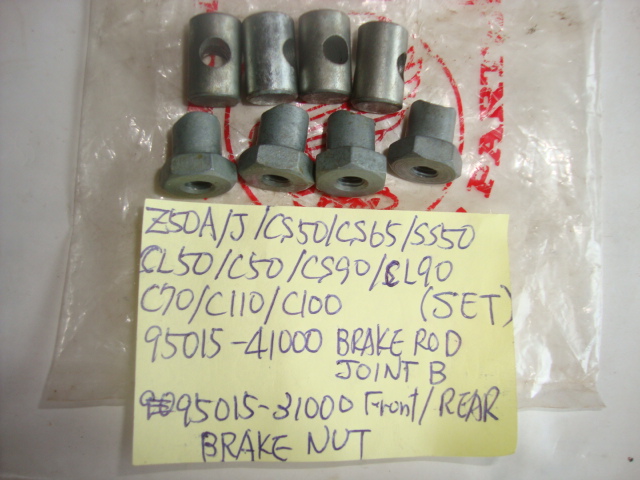 PARTS
Z50A/J/CS50/CS65/SS50
CL50/C50/CS90/CL90
C70/C110/C100 (SET)
95015-41000 BRAKE ROD
JOINT B
95015-31000 Front/REAR
BRAKE NUT